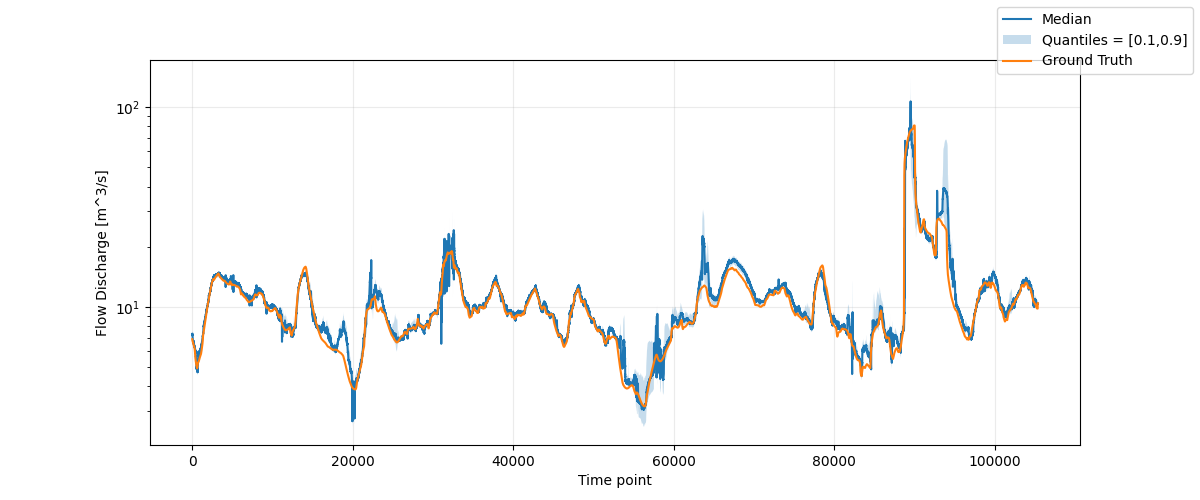 Median
Quantiles = [0.1,0.9]
Ground Truth
10^2
10^1
Flow Discharge [m^3/s]
0 20000 40000 60000 80000 100000
Time point